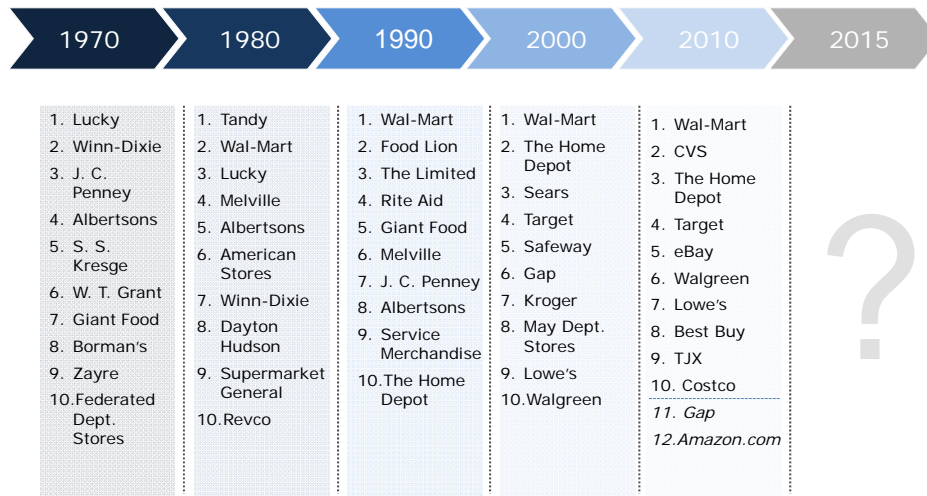 1970
1980
1990
2000
2010
2015
1. Lucky
2. Winn-Dixie
3. J. C.
Penney
4. Albertsons
5. S. S.
Kresge
6. W. T. Grant
7. Giant Food
8. Borman's
9. Zayre
10.Federated
Dept.
Stores
1. Tandy
2. Wal-Mart
3. Lucky
4. Melville
5. Albertsons
6. American
Stores
7. Winn-Dixie
8. Dayton
Hudson
9. Supermarket
General
10.Revco
1. Wal-Mart
2. Food Lion
3. The Limited
4. Rite Aid
5. Giant Food
6. Melville
7. J. C. Penney
8. Albertsons
9. Service
Merchandise
10.The Home
Depot
1. Wal-Mart
2. The Home
Depot
3. Sears
4. Target
5. Safeway
6. Gap
7. Kroger
8. May Dept.
Stores
9. Lowe's
10.Walgreen
1. Wal-Mart
2. CVS
3. The Home
Depot
4. Target
5. eBay
6. Walgreen
7. Lowe's
8. Best Buy
9. TJX
10. Costco
11. Gap
12.Amazon.com
?